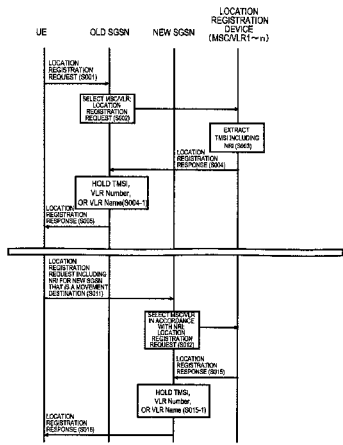 UE
OLD SGSN
NEW SGSN
LOCATION
REGISTRATION
DEVICE
(MSC/VLR1~n)
LOCATION
REGISTRATION
REQUEST (S001)
SELECT MSC/VLR;
LOCATION
REGISTRATION
REQUEST (S002)
EXTRACT
TMSI INCLUDING
NRI (S003)
LOCATION
REGISTRATION
RESPONSE (S004)
HOLD TMSI,
VLR Number,
OR VLR Name(S004-1)
LOCATION
REGISTRATION
RESPONSE (S005)
LOCATION
REGISTRATION
REQUEST INCLUDING
NRI FOR NEW SGSN
THAT IS A MOVEMENT
DESTINATION (S011)
SELECT MSC/VLR
IN ACCORDANCE
WITH NRI;
LOCATION
REGISTRATION
REQUEST (S012)
LOCATION
REGISTRATION
RESPONSE (S015)
HOLD TMSI,
VLR Number,
OR VLR Name (S015-1)
LOCATION
REGISTRATION
RESPONSE (S016)